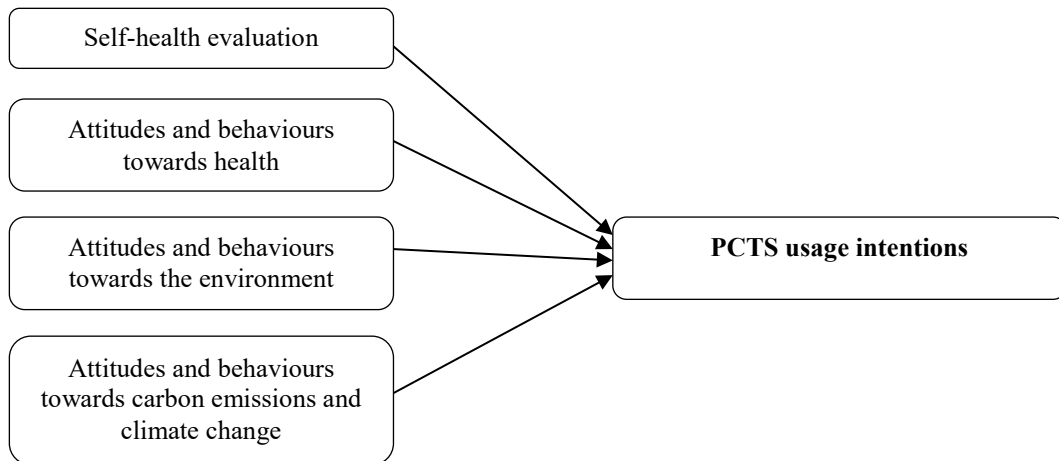 Self-health evaluation
Attitudes and behaviours
towards health
Attitudes and behaviours
towards the environment
Attitudes and behaviours
towards carbon emissions and
climate change
PCTS usage intentions